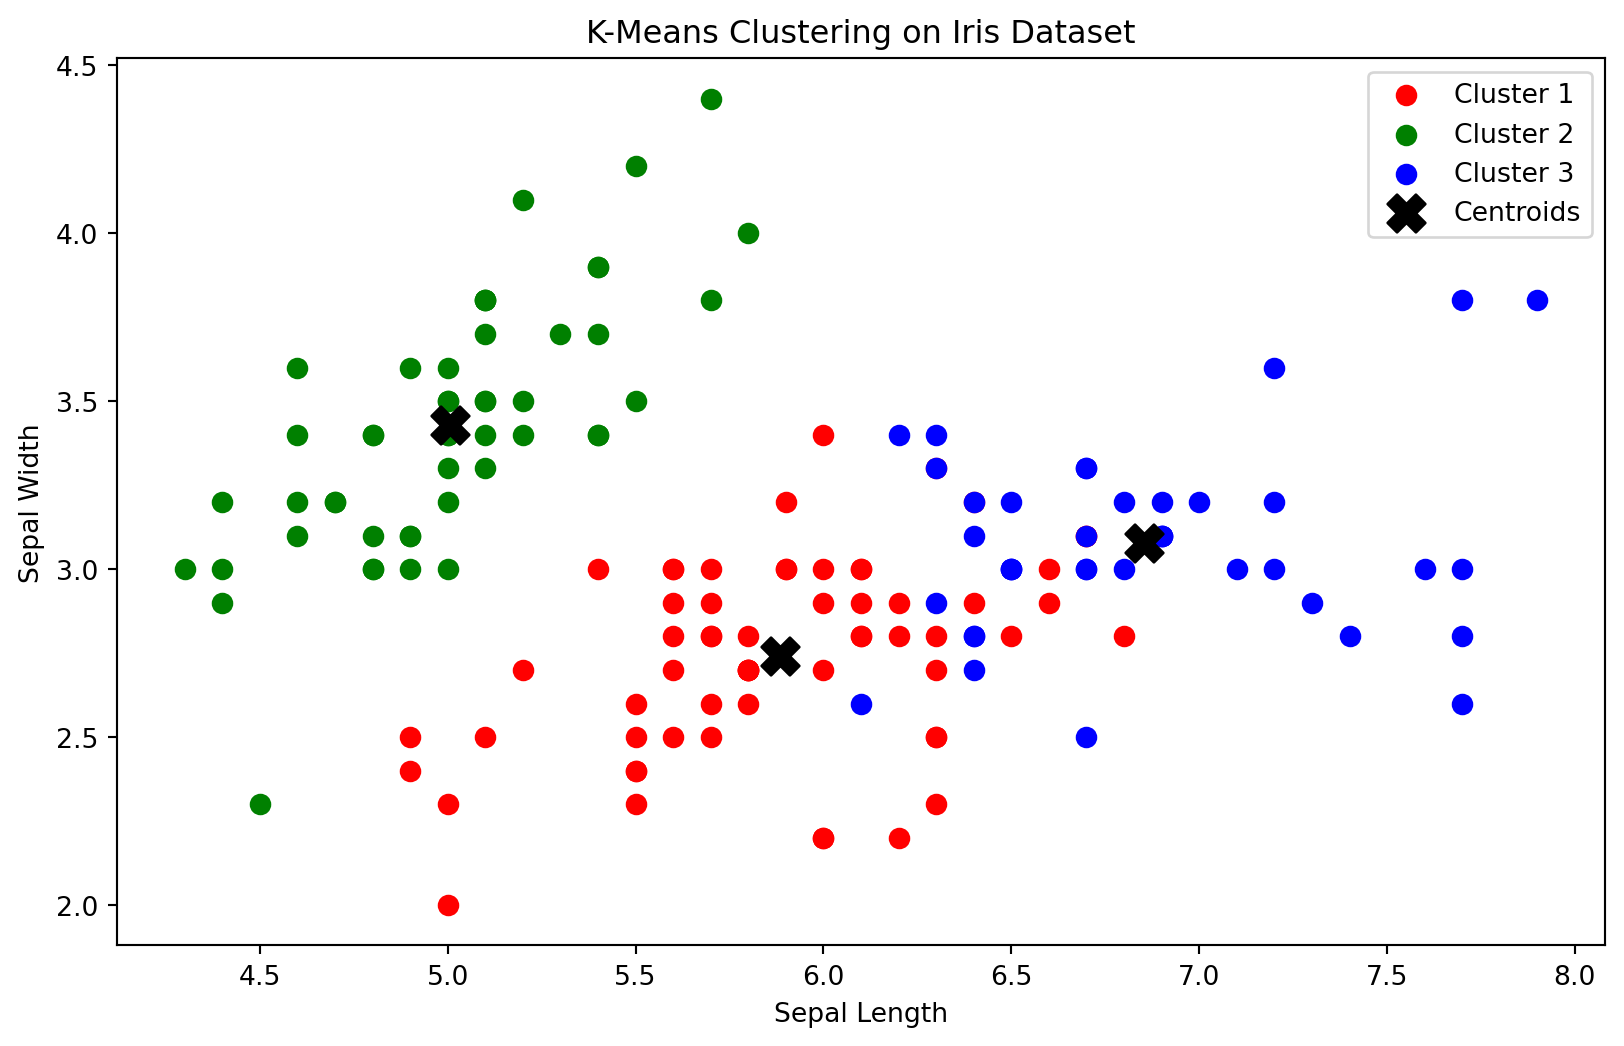 K-Means Clustering on Iris Dataset
Cluster 1
Cluster 2
Cluster 3
Centroids
Sepal Width
4.5
4.0
3.5
3.0
2.5
2.0
4.5 5.0 5.5 6.0 6.5 7.0 7.5 8.0
Sepal Length